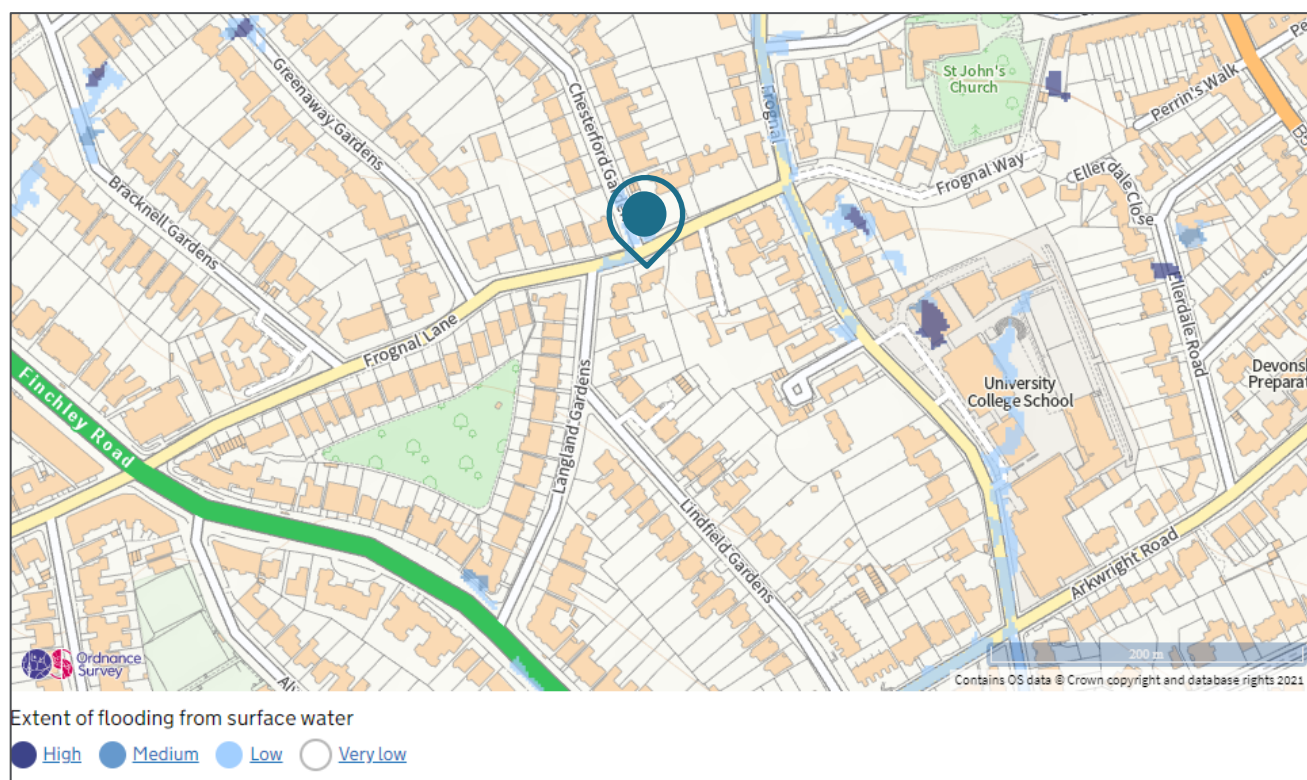 St John's
Church
Perrin's Walk
Greenaway Gardens
Chesterford Ga
Frognal
Frognal Way
Ellerdale Close
Bracknell Gardens
Ellerdale Road
Frognal Lane
Devonsh
Preparat
University
College School
Finchley Road
Langland Gardens
Lindfield Gardens
Arkwright Road
Ordnance
Survey
200 m
Contains OS data © Crown copyright and database rights 2021
Extent of flooding from surface water
High Medium Low Very low